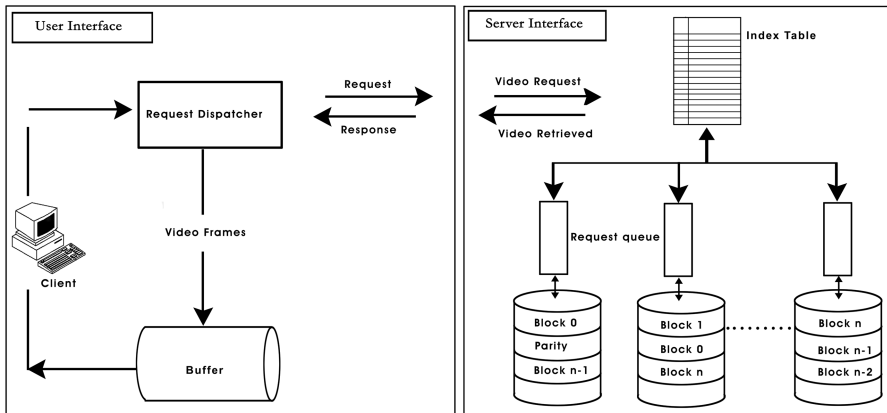 User Interface
Request Dispatcher
Request
Response
Video Frames
Client
Buffer
Server Interface
Index Table
Video Request
Video Retrieved
Request queue
Block 0
Parity
Block n-1
Block 1
Block 0
Block n
Block n
Block n-1
Block n-2